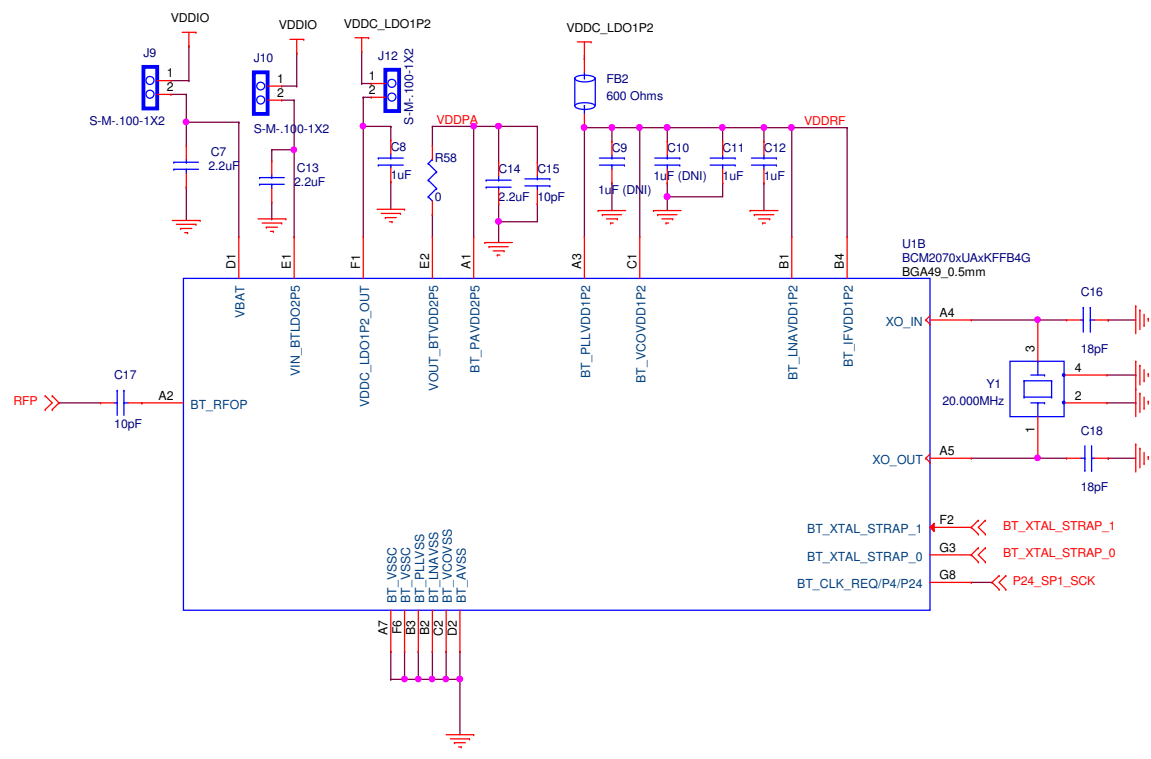 VDDIO
VDDIO
VDDC_LDO1P2
VDDC_LDO1P2
J9
1
2
S-M-.100-1X2
J10
1
2
S-M-.100-1X2
J12
1
2
S-M-.100-1X2
FB2
600 Ohms
VDDPA
VDDRF
C7
2.2uF
C13
2.2uF
C8
1uF
R58
0
C14
2.2uF
C15
10pF
C9
1uF (DNI)
C10
1uF (DNI)
C11
1uF
C12
1uF
D1
E1
F1
E2
A1
A3
C1
B1
B4
U1B
BCM2070xUAxKFFB4G
BGA49_0.5mm
VBAT
VIN_BTLDO2P5
VDDC_LDO1P2_OUT
VOUT_BTVDD2P5
BT_PAVDD2P5
BT_PLLVDD1P2
BT_VCOVDD1P2
BT_LNAVDD1P2
BT_IFVDD1P2
XO_IN
A4
C16
18pF
3
4
Y1
20.000MHz
2
1
RFP
C17
10pF
A2
BT_RFOP
XO_OUT
A5
C18
18pF
BT_XTAL_STRAP_1
F2
BT_XTAL_STRAP_1
BT_XTAL_STRAP_0
G3
BT_XTAL_STRAP_0
BT_CLK_REQ/P4/P24
G8
P24_SP1_SCK
BT_VSSC
BT_VSSC
BT_PLLVSS
BT_LNAVSS
BT_VCOVSS
BT_AVSS
A7
F6
B3
B2
C2
D2